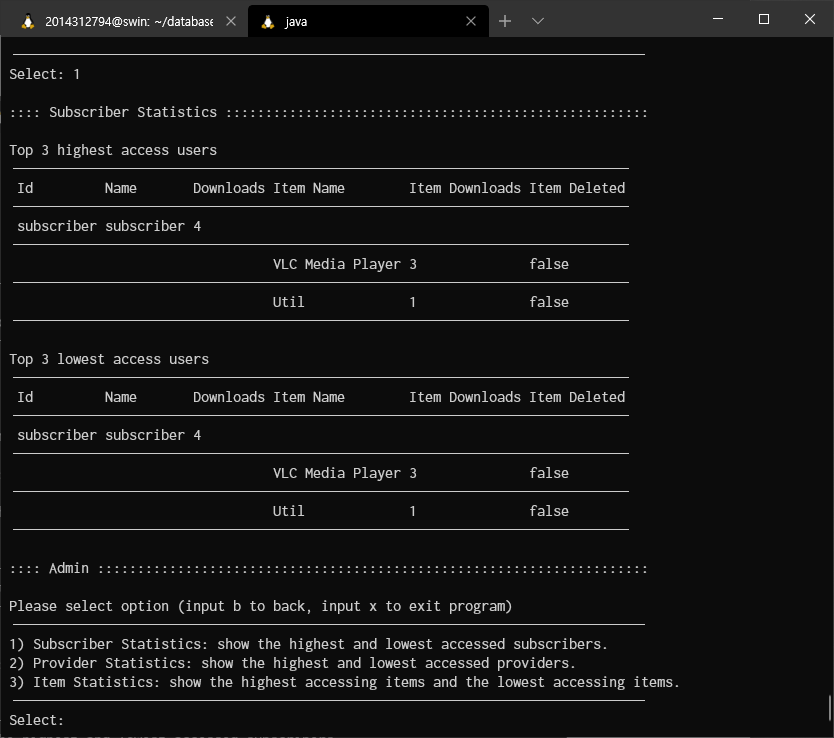 2014312794@swin: ~/database
java
Select: 1
:::: Subscriber Statistics :::::::::::::::::::::::::::::::::::::::::::::::::::::
Top 3 highest access users
Id Name Downloads Item Name Item Downloads Item Deleted
subscriber subscriber 4
VLC Media Player 3 false
Util 1 false
Top 3 lowest access users
Id Name Downloads Item Name Item Downloads Item Deleted
subscriber subscriber 4
VLC Media Player 3 false
Util 1 false
:::: Admin :::::::::::::::::::::::::::::::::::::::::::::::::::::::::::::::::::::
Please select option (input b to back, input x to exit program)
1) Subscriber Statistics: show the highest and lowest accessed subscribers.
2) Provider Statistics: show the highest and lowest accessed providers.
3) Item Statistics: show the highest accessing items and the lowest accessing items.
Select: